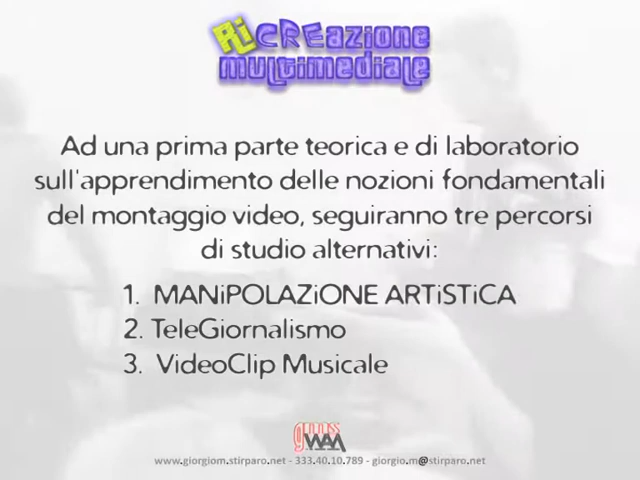 Ri CREazione
multimediale
Ad una prima parte teorica e di laboratorio
sull'apprendimento delle nozioni fondamentali
del montaggio video, seguiranno tre percorsi
di studio alternativi:
1. MANiPOLAZiONE ARTiSTiCA
2. TeleGiornalismo
3. VideoClip Musicale
www.giorgiom.stirparo.net - 333.40.10.789 - giorgio.m@stirparo.net